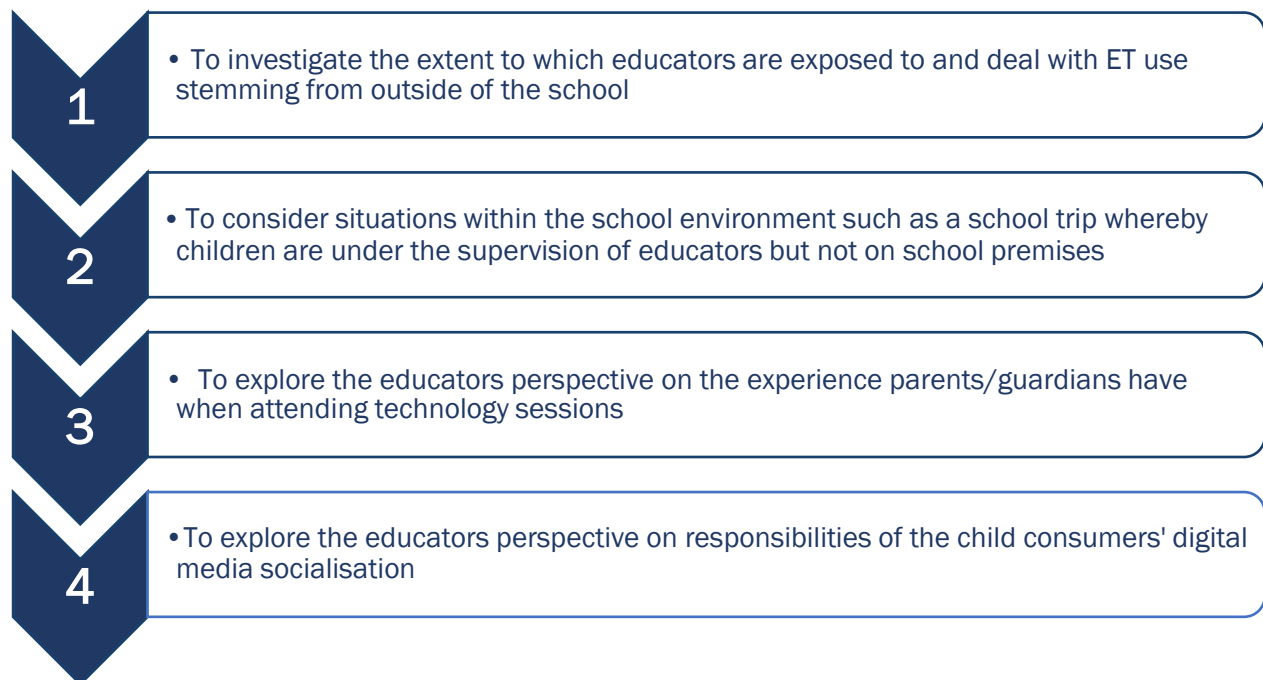 1
• To investigate the extent to which educators are exposed to and deal with ET use
stemming from outside of the school
2
• To consider situations within the school environment such as a school trip whereby
children are under the supervision of educators but not on school premises
3
• To explore the educators perspective on the experience parents/guardians have
when attending technology sessions
4
• To explore the educators perspective on responsibilities of the child consumers' digital
media socialisation